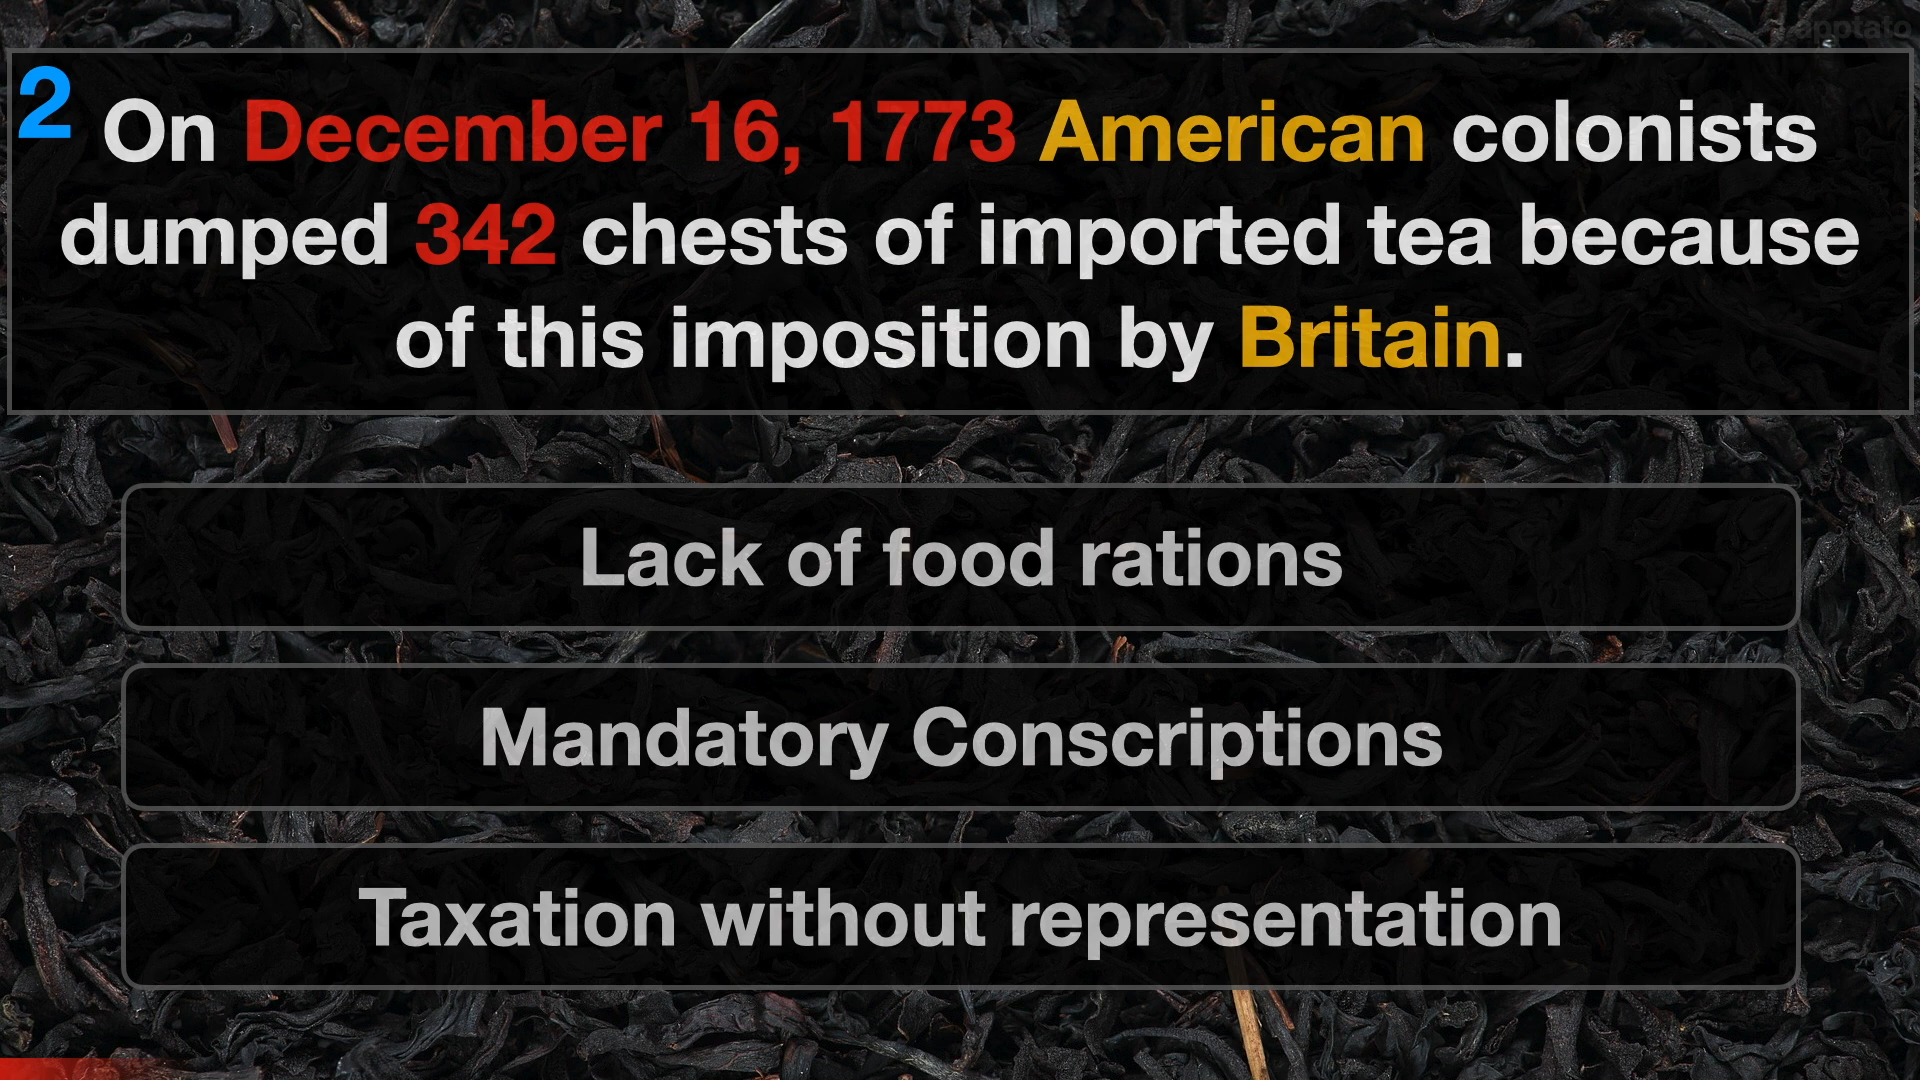 apptato
2
On December 16, 1773 American colonists
dumped 342 chests of imported tea because
of this imposition by Britain.
Lack of food rations
Mandatory Conscriptions
Taxation without representation